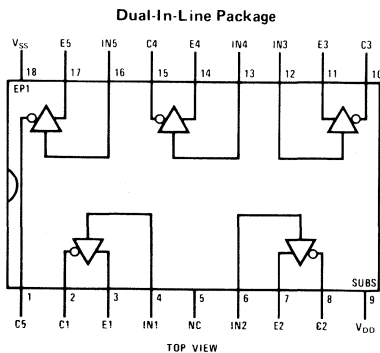 Dual-In-Line Package
VSS E5 IN5 C4 E4 IN4 IN3 E3 C3
18 17 16 15 14 13 12 11 10
EP1
SUBS
1 2 3 4 5 6 7 8 9
C5 C1 E1 IN1 NC IN2 E2 C2 VDD
TOP VIEW